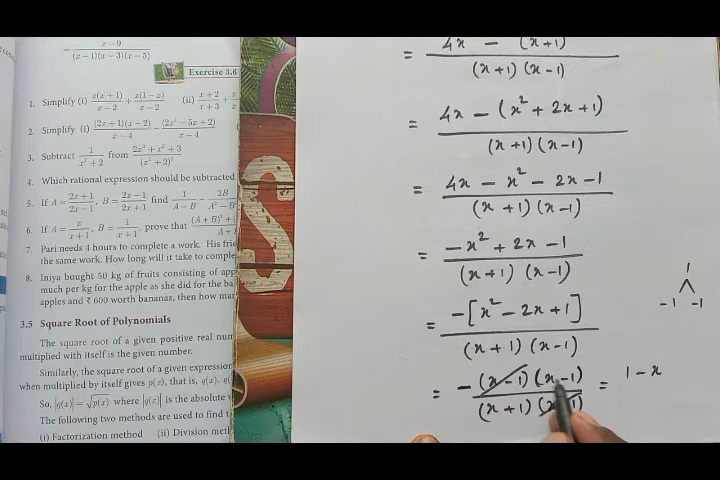 = x-9 / (x-1)(x-3)(x-5)
Exercise 3.6
1. Simplify (i) x(x+1)/x-2 + x(1-x)/x-2 (ii) x+2/x+3 +
2. Simplify (i) (2x+1)(x-2)/x-4 - (2x²-5x+2)/x-4
3. Subtract 1/x²+2 from 2x³+x²+3/(x²+2)²
4. Which rational expression should be subtracted
5. If A = 2x+1/2x-1, B = 2x-1/2x+1 find 1/A-B - 2B/A²-B²
6. If A = x/x+1, B = 1/x+1, prove that (A+B)²+(
7. Pari needs 4 hours to complete a work. His
the same work. How long will it take to
8. Iniya bought 50 kg of fruits consisting of
much per kg for the apple as she did for the
apples and ₹ 600 worth bananas, then how
3.5 Square Root of Polynomials
The square root of a given positive real
multiplied with itself is the given number.
Similarly, the square root of a given
when multiplied by itself gives p(x), that is, q(x).
So, |q(x)| = √p(x) where |q(x)| is the absolute
The following two methods are used to find
(i) Factorization method (ii) Division
= 4x - (x+1) / (x+1)(x-1)
= 4x - (x² + 2x + 1) / (x+1)(x-1)
= 4x - x² - 2x - 1 / (x+1)(x-1)
= -x² + 2x - 1 / (x+1)(x-1)
1
-1 -1
= -[x² - 2x + 1] / (x+1)(x-1)
= -(x-1)(x-1) / (x+1)(x-1) = 1-x